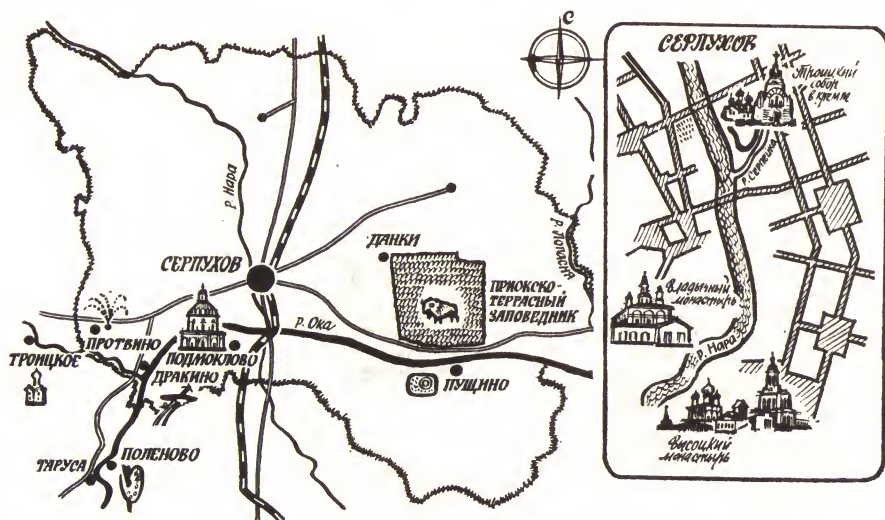 С
р. Нара
СЕРПУХОВ
ДАНКИ
р. Лопасня
ПРИОКСКО-
ТЕРРАСНЫЙ
ЗАПОВЕДНИК
р. Ока
ПРОТВИНО
ТРОИЦКОЕ
ПОДМОКЛОВО
ДРАКИНО
ПУЩИНО
ТАРУСА
ПОЛЕНОВО
СЕРПУХОВ
Троицкий
собор
в кремле
р. Серпейка
Владычный
монастырь
р. Нара
Высоцкий
монастырь